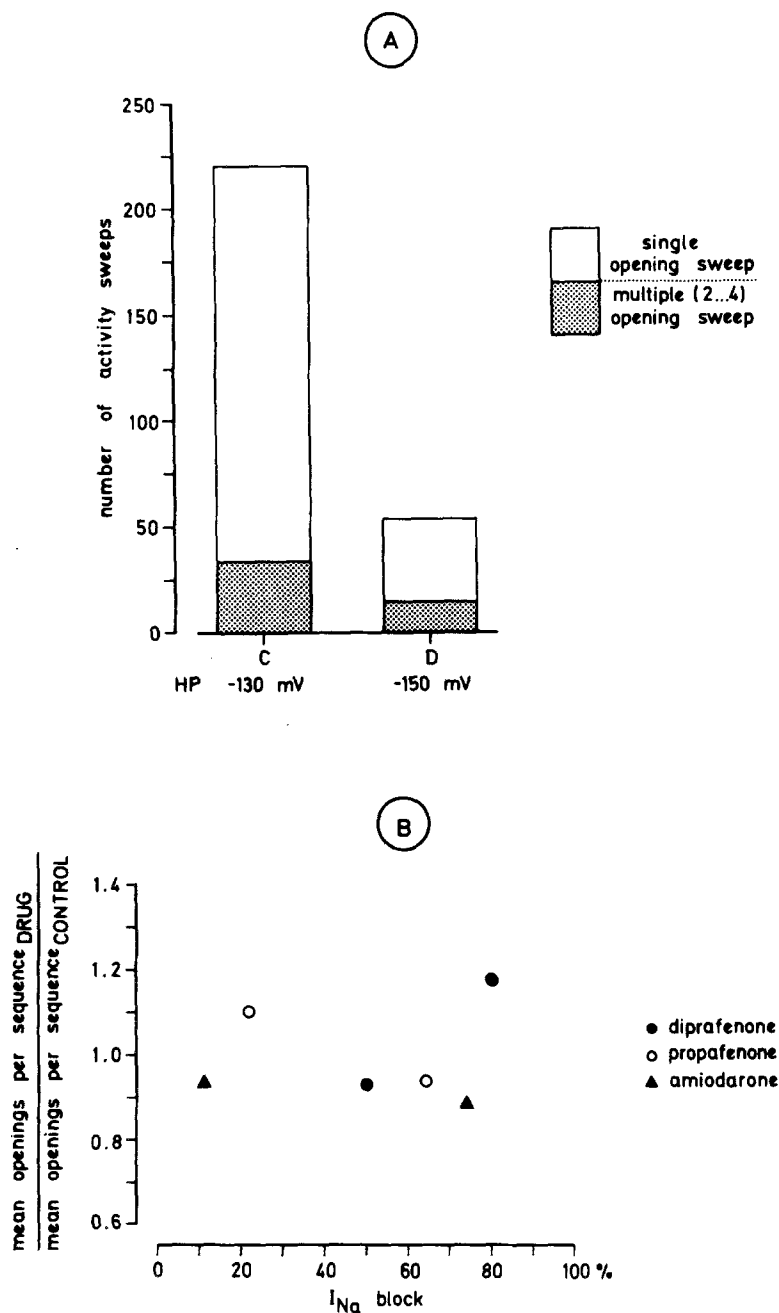 A
250
200
150
100
50
0
number of activity sweeps
single
opening sweep
multiple (2...4)
opening sweep
C
D
HP -130 mV
-150 mV
B
mean openings per sequence DRUG
mean openings per sequence CONTROL
1.4
1.2
1.0
0.8
0.6
diprafenone
propafenone
amiodarone
0
20
40
60
80
100 %
INa block